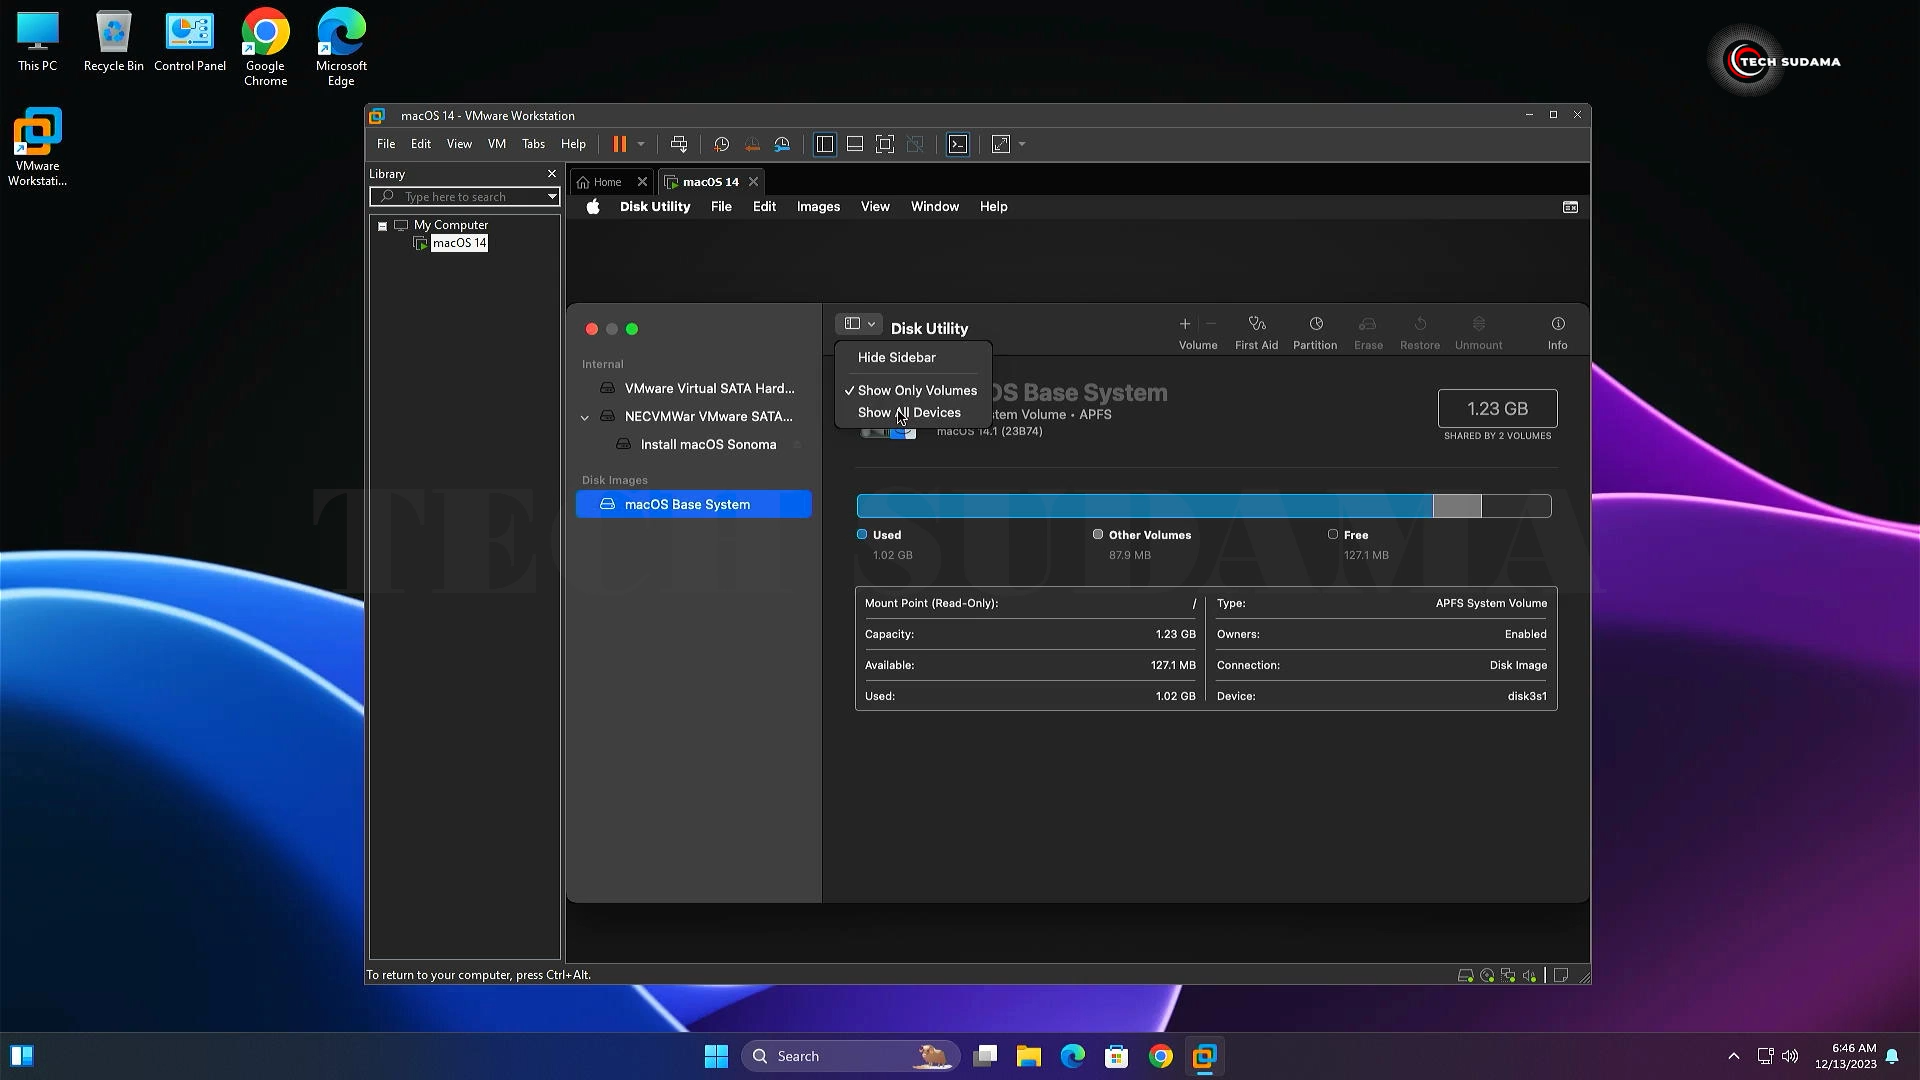 This PC
Recycle Bin
Control Panel
Google
Chrome
Microsoft
Edge
VMware
Workstati...
TECH SUDAMA
macOS 14 - VMware Workstation
File Edit View VM Tabs Help
Library
Type here to search
My Computer
macOS 14
Home
macOS 14
Disk Utility File Edit Images View Window Help
Internal
VMware Virtual SATA Hard...
NECVMWar VMware SATA...
Install macOS Sonoma
Disk Images
macOS Base System
Disk Utility
Volume
First Aid
Partition
Erase
Restore
Unmount
Info
Hide Sidebar
Show Only Volumes
Show All Devices
OS Base System
tem Volume • APFS
macOS 14.1 (23B74)
1.23 GB
SHARED BY 2 VOLUMES
Used
1.02 GB
Other Volumes
87.9 MB
Free
127.1 MB
Mount Point (Read-Only): /
Capacity: 1.23 GB
Available: 127.1 MB
Used: 1.02 GB
Type: APFS System Volume
Owners: Enabled
Connection: Disk Image
Device: disk3s1
TECH SUDAMA
To return to your computer, press Ctrl+Alt.
Search
6:46 AM
12/13/2023